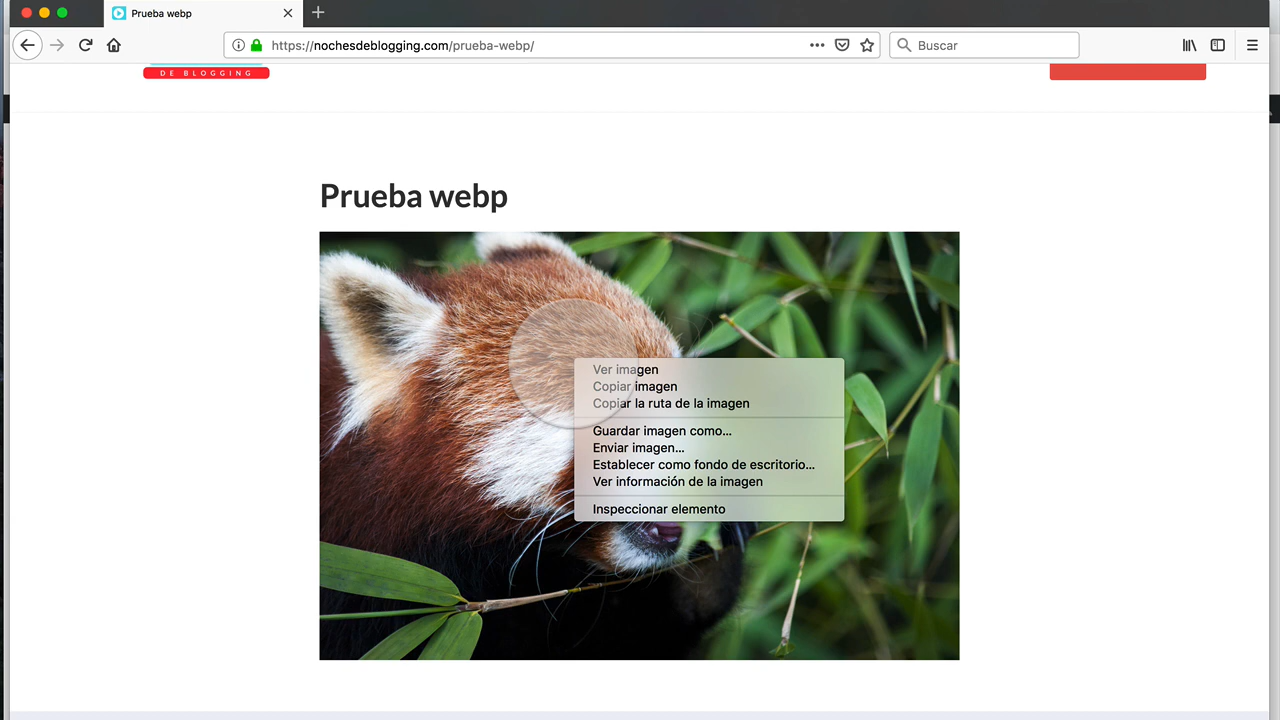 Prueba webp
https://nochesdeblogging.com/prueba-webp/
Buscar
DE BLOGGING
Prueba webp
Ver imagen
Copiar imagen
Copiar la ruta de la imagen
Guardar imagen como...
Enviar imagen...
Establecer como fondo de escritorio...
Ver información de la imagen
Inspeccionar elemento